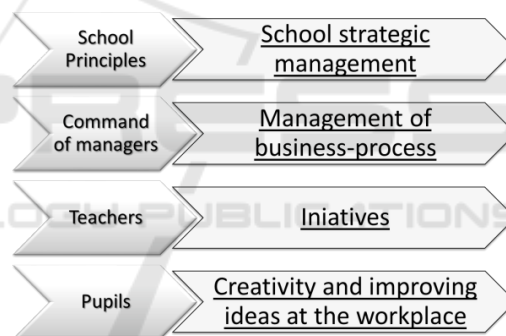 School
Principles
School strategic
management
Command
of managers
Management of
business-process
Teachers
Iniatives
Pupils
Creativity and improving
ideas at the workplace